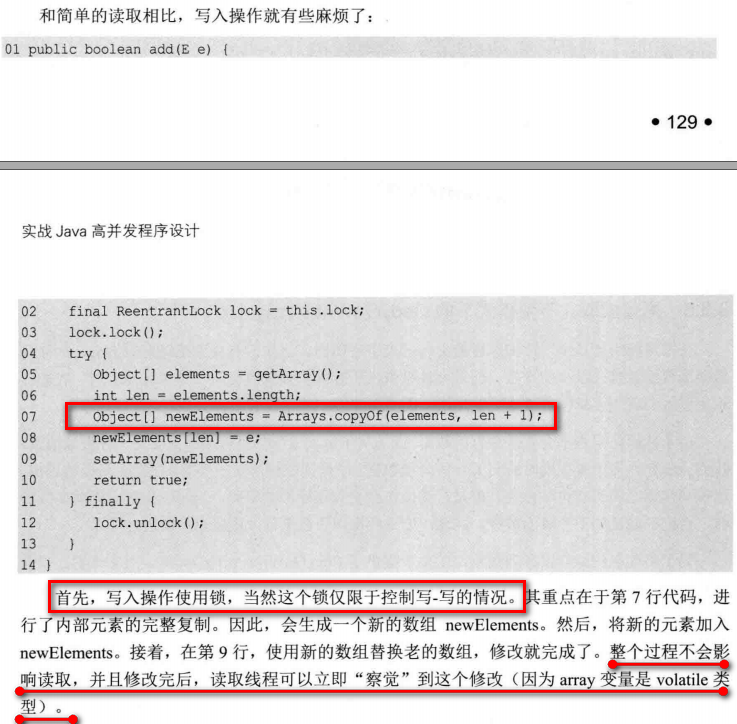 和简单的读取相比，写入操作就有些麻烦了：
01 public boolean add(E e) {
• 129 •
实战 Java 高并发程序设计
02 final ReentrantLock lock = this.lock;
03 lock.lock();
04 try {
05 Object[] elements = getArray();
06 int len = elements.length;
07 Object[] newElements = Arrays.copyOf(elements, len + 1);
08 newElements[len] = e;
09 setArray(newElements);
10 return true;
11 } finally {
12 lock.unlock();
13 }
14 }
首先，写入操作使用锁，当然这个锁仅限于控制写-写的情况。其重点在于第 7 行代码，进
行了内部元素的完整复制。因此，会生成一个新的数组 newElements。然后，将新的元素加入
newElements。接着，在第 9 行，使用新的数组替换老的数组，修改就完成了。整个过程不会影
响读取，并且修改完后，读取线程可以立即“察觉”到这个修改（因为 array 变量是 volatile 类
型）。